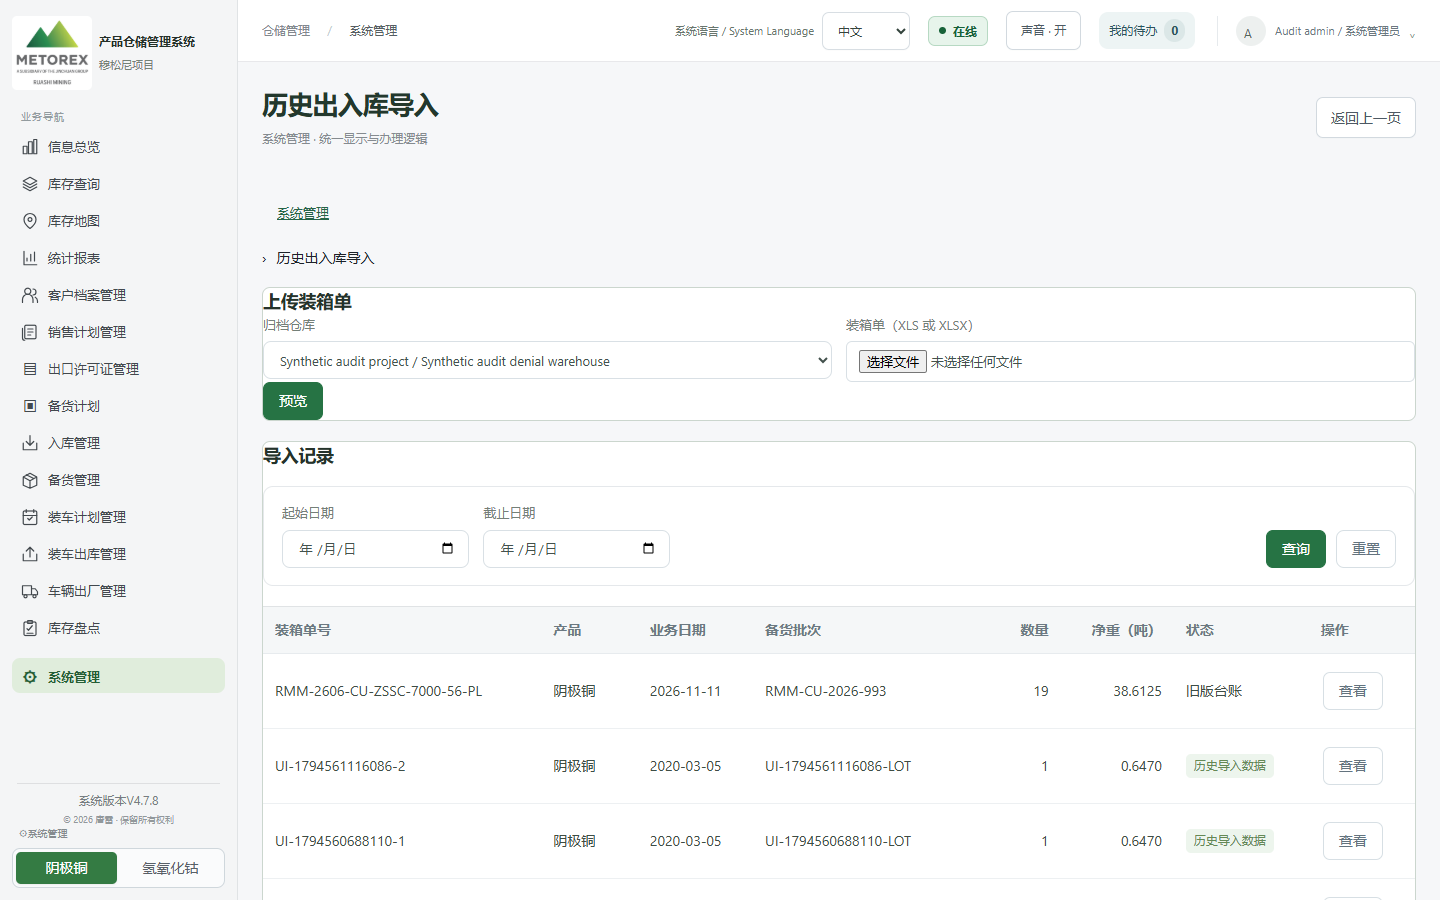 METOREX
A SUBSIDIARY OF THE JINCHUAN GROUP
RUASHI MINING
产品仓储管理系统
穆松尼项目
业务导航
信息总览
库存查询
库存地图
统计报表
客户档案管理
销售计划管理
出口许可证管理
备货计划
入库管理
备货管理
装车计划管理
装车出库管理
车辆出厂管理
库存盘点
系统管理
系统版本V4.7.8
© 2026 唐雷 · 保留所有权利
系统管理
阴极铜 氢氧化钴
仓储管理 / 系统管理
系统语言 / System Language 中文 在线 声音 · 开 我的待办 0 A Audit admin / 系统管理员
历史出入库导入
系统管理 · 统一显示与办理逻辑
返回上一页
系统管理
› 历史出入库导入
上传装箱单
归档仓库 装箱单（XLS 或 XLSX）
Synthetic audit project / Synthetic audit denial warehouse 选择文件 未选择任何文件
预览
导入记录
起始日期 截止日期
年 /月/日 年 /月/日 查询 重置
装箱单号 产品 业务日期 备货批次 数量 净重（吨） 状态 操作
RMM-2606-CU-ZSSC-7000-56-PL 阴极铜 2026-11-11 RMM-CU-2026-993 19 38.6125 旧版台账 查看
UI-1794561116086-2 阴极铜 2020-03-05 UI-1794561116086-LOT 1 0.6470 历史导入数据 查看
UI-1794560688110-1 阴极铜 2020-03-05 UI-1794560688110-LOT 1 0.6470 历史导入数据 查看